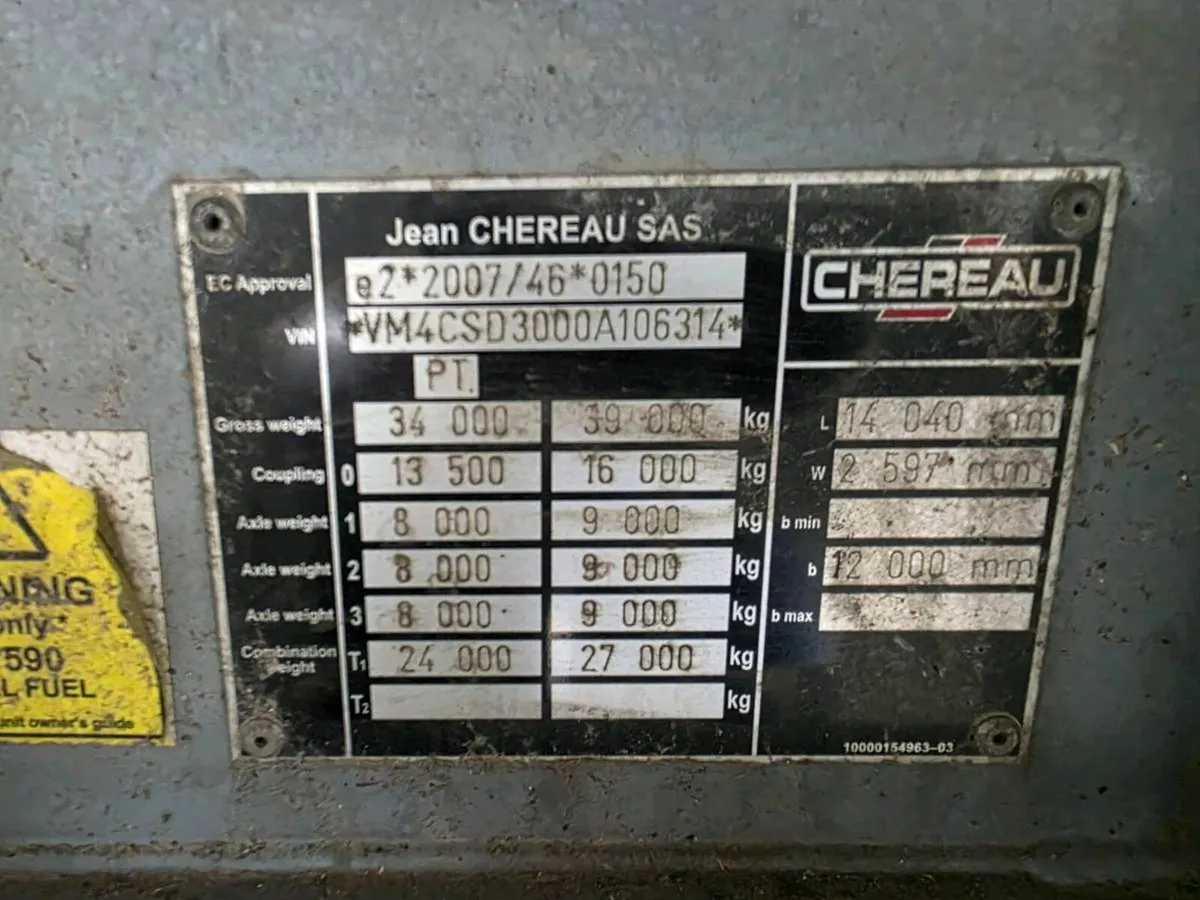 Jean CHEREAU SAS
CHEREAU
EC Approval e2*2007/46*0150
VIN *VM4CSD3000A106314*
PT.
Gross weight 34 000 39 000 kg
Coupling 0 13 500 16 000 kg
Axle weight 1 8 000 9 000 kg
Axle weight 2 8 000 9 000 kg
Axle weight 3 8 000 9 000 kg
Combination weight T1 24 000 27 000 kg
T2 kg
L 14 040 mm
W 2 597 mm
b min
b 12 000 mm
b max
10000154963-03
NING
only
590
L FUEL
unit owner's guide